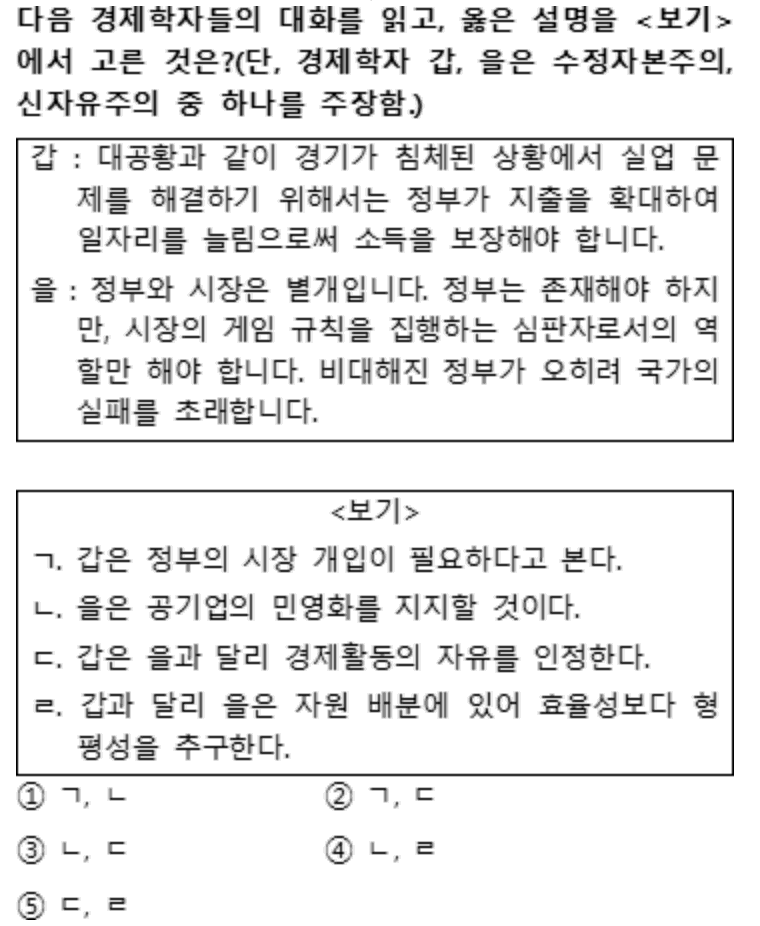 다음 경제학자들의 대화를 읽고, 옳은 설명을 <보기>
에서 고른 것은?(단, 경제학자 갑, 을은 수정자본주의,
신자유주의 중 하나를 주장함.)
갑 : 대공황과 같이 경기가 침체된 상황에서 실업 문
제를 해결하기 위해서는 정부가 지출을 확대하여
일자리를 늘림으로써 소득을 보장해야 합니다.
을 : 정부와 시장은 별개입니다. 정부는 존재해야 하지
만, 시장의 게임 규칙을 집행하는 심판자로서의 역
할만 해야 합니다. 비대해진 정부가 오히려 국가의
실패를 초래합니다.
<보기>
ㄱ. 갑은 정부의 시장 개입이 필요하다고 본다.
ㄴ. 을은 공기업의 민영화를 지지할 것이다.
ㄷ. 갑은 을과 달리 경제활동의 자유를 인정한다.
ㄹ. 갑과 달리 을은 자원 배분에 있어 효율성보다 형
평성을 추구한다.
① ㄱ, ㄴ ② ㄱ, ㄷ
③ ㄴ, ㄷ ④ ㄴ, ㄹ
⑤ ㄷ, ㄹ